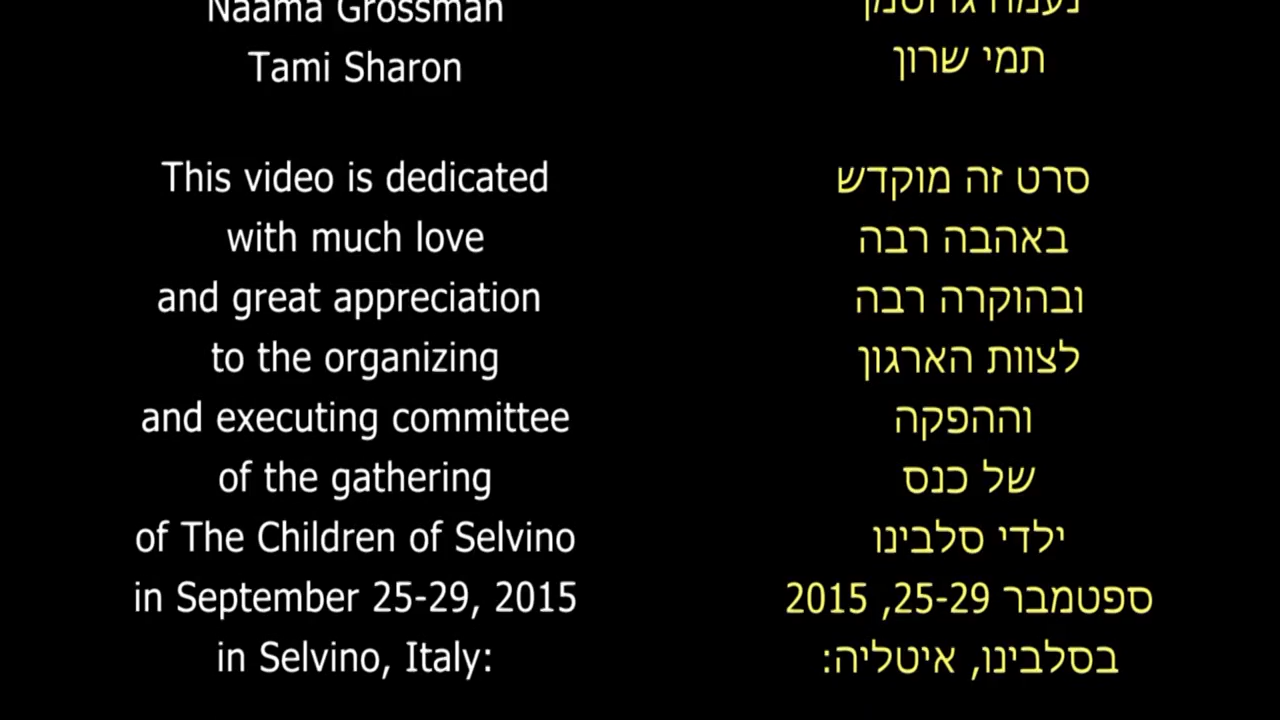 Naama Grossman
Tami Sharon
This video is dedicated
with much love
and great appreciation
to the organizing
and executing committee
of the gathering
of The Children of Selvino
in September 25-29, 2015
in Selvino, Italy:
נעמה גרוסמן
תמי שרון
סרט זה מוקדש
באהבה רבה
ובהוקרה רבה
לצוות הארגון
וההפקה
של כנס
ילדי סלבינו
ספטמבר 25-29, 2015
בסלבינו, איטליה: